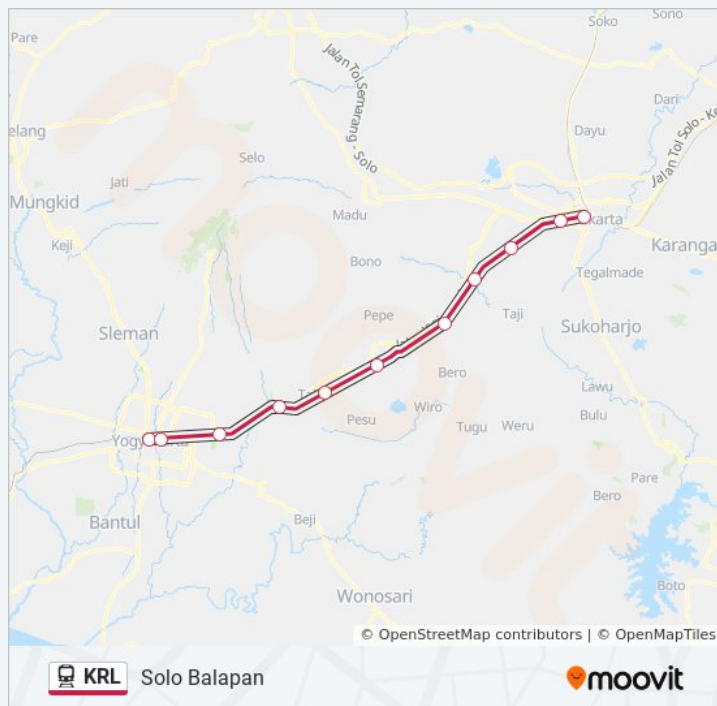 Pare
Soko
Sono
Jalan Tol Semarang - Solo
Dari
elang
Dayu
Selo
Jalan Tol Solo - Ke
Jati
Mungkid
Madu
karta
Keji
Karanga
Bono
Tegalmade
Pepe
Taji
Sleman
Sukoharjo
Bero
Lawu
Wiro
Bulu
Pesu
Tugu
Weru
Yogy
Pare
Bero
Bantul
Beji
Wonosari
Boto
© OpenStreetMap contributors | © OpenMapTiles
KRL Solo Balapan
moovit